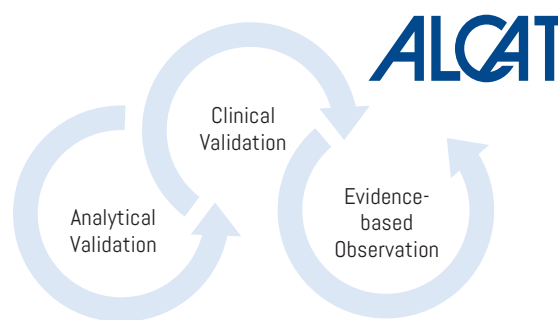 ALCAT
Clinical
Validation
Analytical
Validation
Evidence-
based
Observation